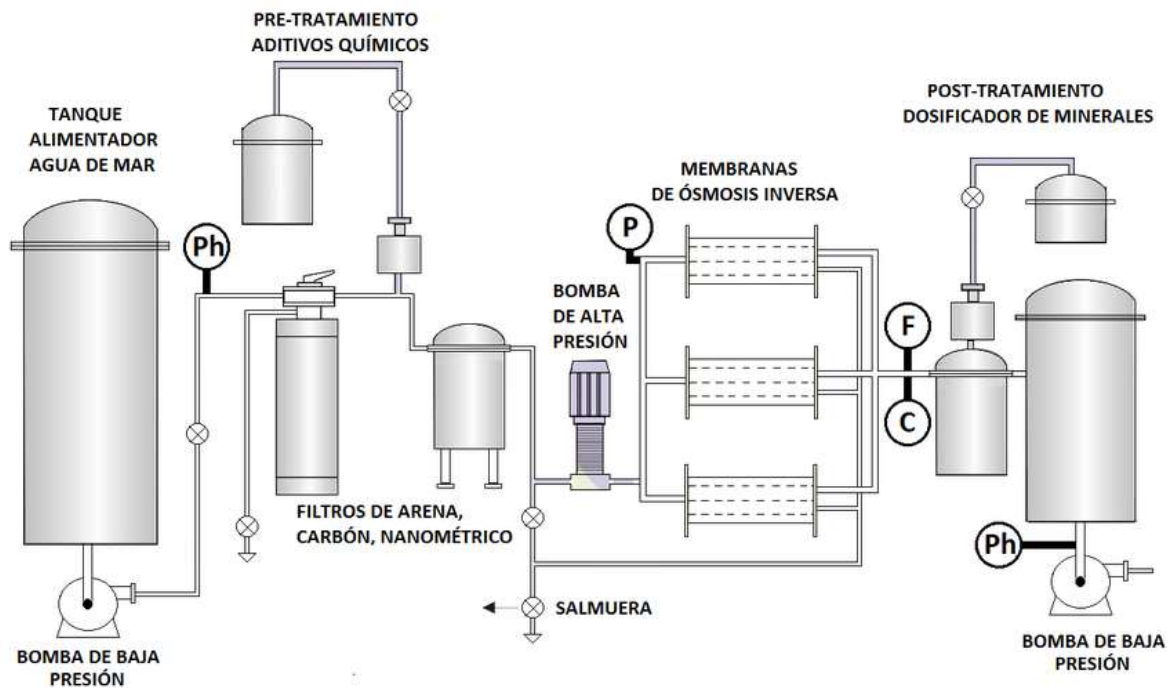 PRE-TRATAMIENTO
ADITIVOS QUÍMICOS
TANQUE
ALIMENTADOR
AGUA DE MAR
POST-TRATAMIENTO
DOSIFICADOR DE MINERALES
MEMBRANAS
DE ÓSMOSIS INVERSA
Ph
P
BOMBA
DE ALTA
PRESIÓN
F
C
FILTROS DE ARENA,
CARBÓN, NANOMÉTRICO
Ph
SALMUERA
BOMBA DE BAJA
PRESIÓN
BOMBA DE BAJA
PRESIÓN